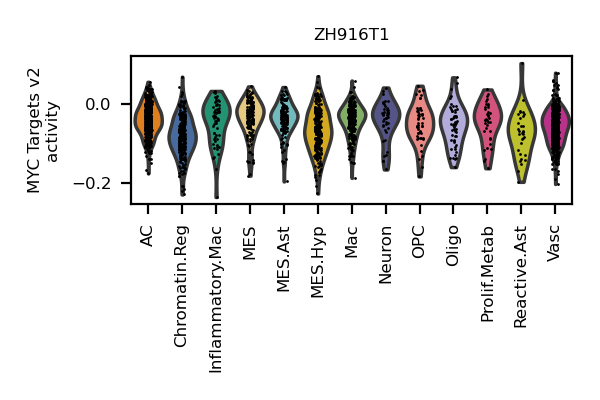 ZH916T1
MYC Targets v2
activity
0.0
−0.2
AC
Chromatin.Reg
Inflammatory.Mac
MES
MES.Ast
MES.Hyp
Mac
Neuron
OPC
Oligo
Prolif.Metab
Reactive.Ast
Vasc